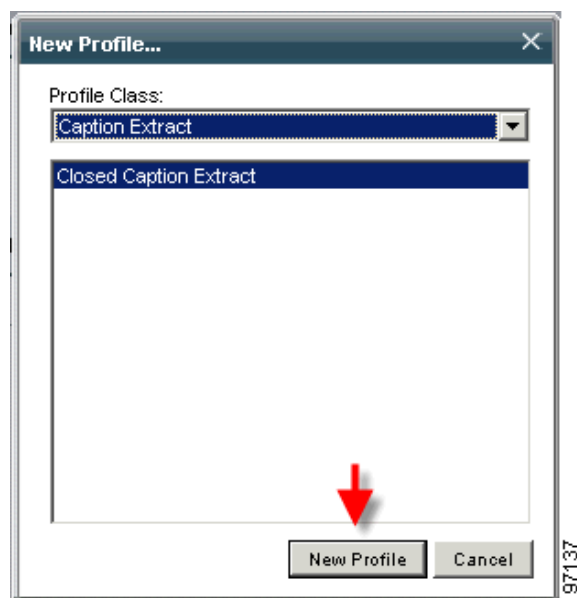 New Profile...
Profile Class:
Caption Extract
Closed Caption Extract
New Profile
Cancel
97137